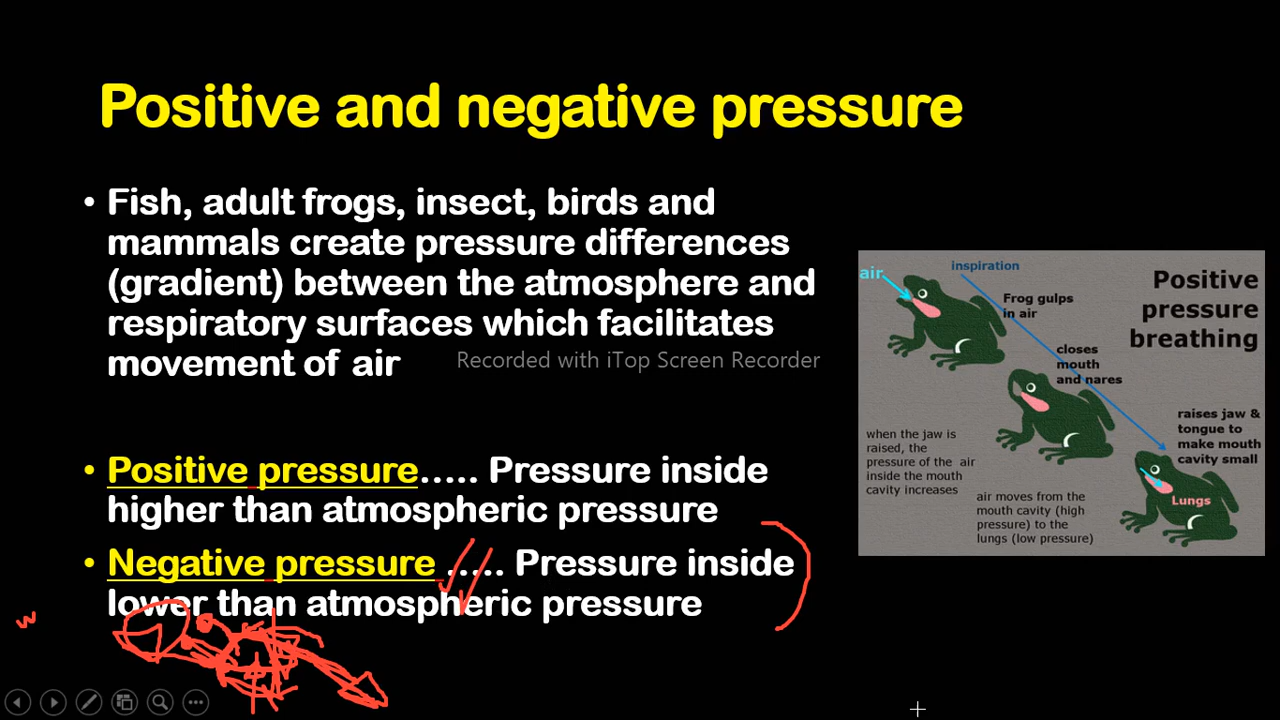 Positive and negative pressure
• Fish, adult frogs, insect, birds and
mammals create pressure differences
(gradient) between the atmosphere and
respiratory surfaces which facilitates
movement of air
Recorded with iTop Screen Recorder
• Positive pressure..... Pressure inside
higher than atmospheric pressure
• Negative pressure ..... Pressure inside
lower than atmospheric pressure
air
inspiration
Positive
pressure
breathing
Frog gulps
in air
closes
mouth
and nares
raises jaw &
tongue to
make mouth
cavity small
when the jaw is
raised, the
pressure of the air
inside the mouth
cavity increases
Lungs
air moves from the
mouth cavity (high
pressure) to the
lungs (low pressure)